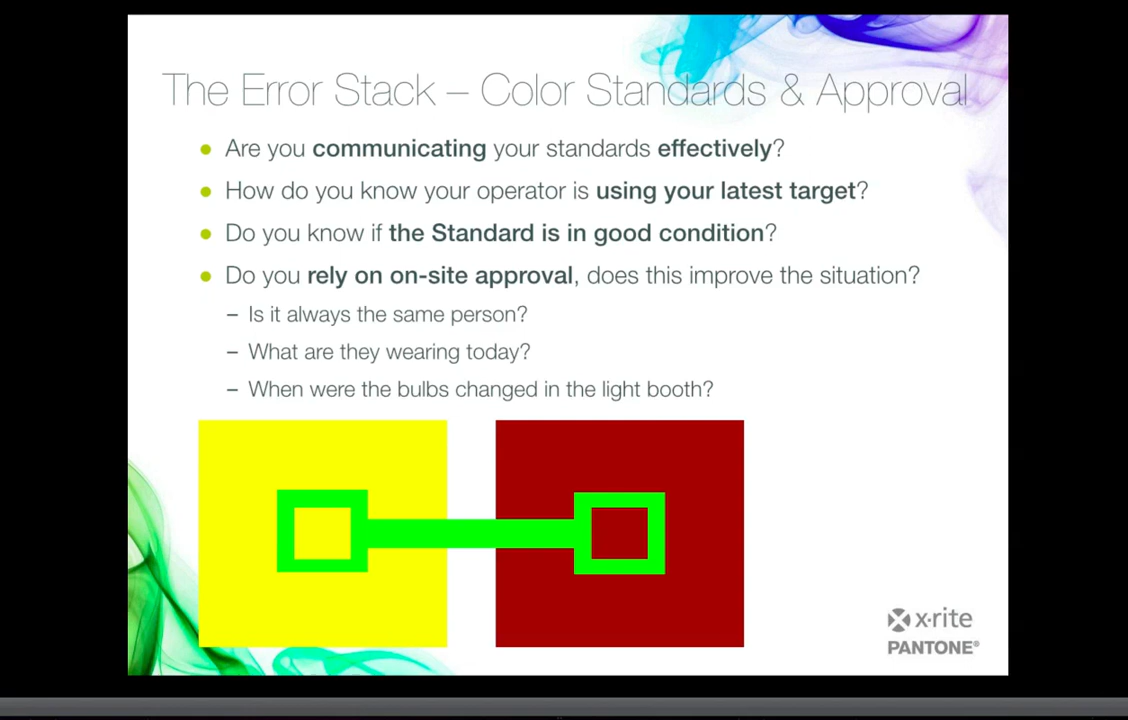 The Error Stack – Color Standards & Approval
● Are you communicating your standards effectively?
● How do you know your operator is using your latest target?
● Do you know if the Standard is in good condition?
● Do you rely on on-site approval, does this improve the situation?
– Is it always the same person?
– What are they wearing today?
– When were the bulbs changed in the light booth?
x·rite
PANTONE®